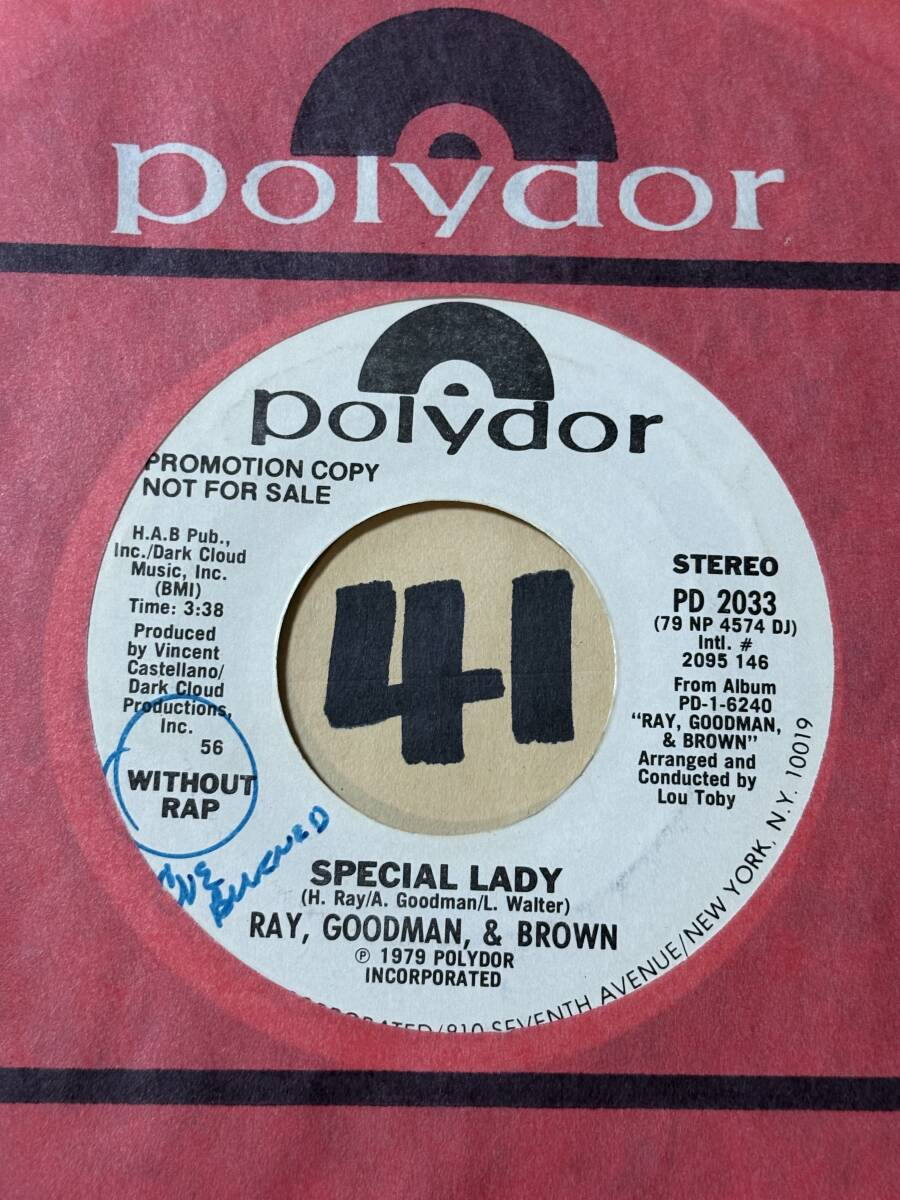 polydor
polydor
PROMOTION COPY
NOT FOR SALE
H.A.B Pub.,
Inc./Dark Cloud
Music, Inc.
(BMI)
Time: 3:38
Produced
by Vincent
Castellano/
Dark Cloud
Productions,
Inc.
56
WITHOUT
RAP
41
STEREO
PD 2033
(79 NP 4574 DJ)
Intl. #
2095 146
From Album
PD-1-6240
"RAY, GOODMAN,
& BROWN"
Arranged and
Conducted by
Lou Toby
SPECIAL LADY
(H. Ray/A. Goodman/L. Walter)
RAY, GOODMAN, & BROWN
℗ 1979 POLYDOR
INCORPORATED
/810 SEVENTH AVENUE/NEW YORK, N.Y. 10019